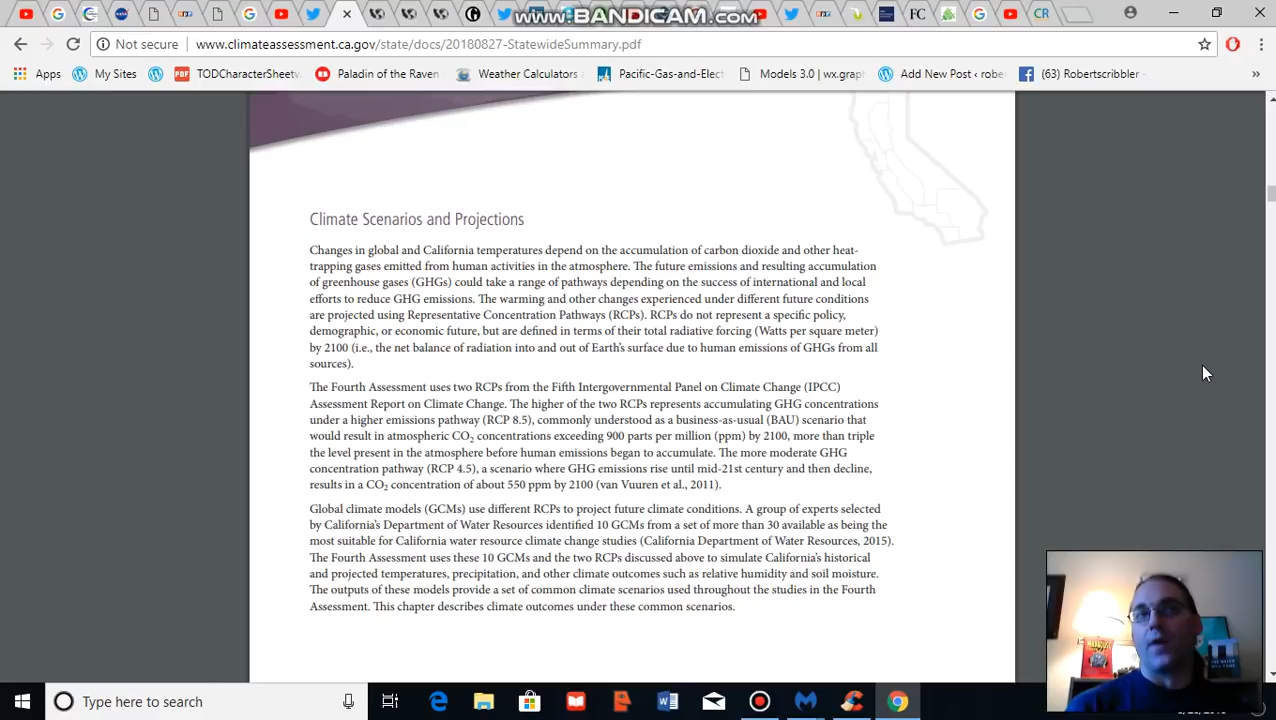 www.BANDICAM.com
NPR
FC
CR
Not secure
www.climateassessment.ca.gov/state/docs/20180827-StatewideSummary.pdf
Apps
My Sites
TODCharacterSheetv
Paladin of the Raven
Weather Calculators
Pacific-Gas-and-Elect
Models 3.0 | wx.grap
Add New Post ‹ robe
(63) Robertscribbler -
»
Climate Scenarios and Projections
Changes in global and California temperatures depend on the accumulation of carbon dioxide and other heat-
trapping gases emitted from human activities in the atmosphere. The future emissions and resulting accumulation
of greenhouse gases (GHGs) could take a range of pathways depending on the success of international and local
efforts to reduce GHG emissions. The warming and other changes experienced under different future conditions
are projected using Representative Concentration Pathways (RCPs). RCPs do not represent a specific policy,
demographic, or economic future, but are defined in terms of their total radiative forcing (Watts per square meter)
by 2100 (i.e., the net balance of radiation into and out of Earth's surface due to human emissions of GHGs from all
sources).
The Fourth Assessment uses two RCPs from the Fifth Intergovernmental Panel on Climate Change (IPCC)
Assessment Report on Climate Change. The higher of the two RCPs represents accumulating GHG concentrations
under a higher emissions pathway (RCP 8.5), commonly understood as a business-as-usual (BAU) scenario that
would result in atmospheric CO₂ concentrations exceeding 900 parts per million (ppm) by 2100, more than triple
the level present in the atmosphere before human emissions began to accumulate. The more moderate GHG
concentration pathway (RCP 4.5), a scenario where GHG emissions rise until mid-21st century and then decline,
results in a CO₂ concentration of about 550 ppm by 2100 (van Vuuren et al., 2011).
Global climate models (GCMs) use different RCPs to project future climate conditions. A group of experts selected
by California's Department of Water Resources identified 10 GCMs from a set of more than 30 available as being the
most suitable for California water resource climate change studies (California Department of Water Resources, 2015).
The Fourth Assessment uses these 10 GCMs and the two RCPs discussed above to simulate California's historical
and projected temperatures, precipitation, and other climate outcomes such as relative humidity and soil moisture.
The outputs of these models provide a set of common climate scenarios used throughout the studies in the Fourth
Assessment. This chapter describes climate outcomes under these common scenarios.
Type here to search